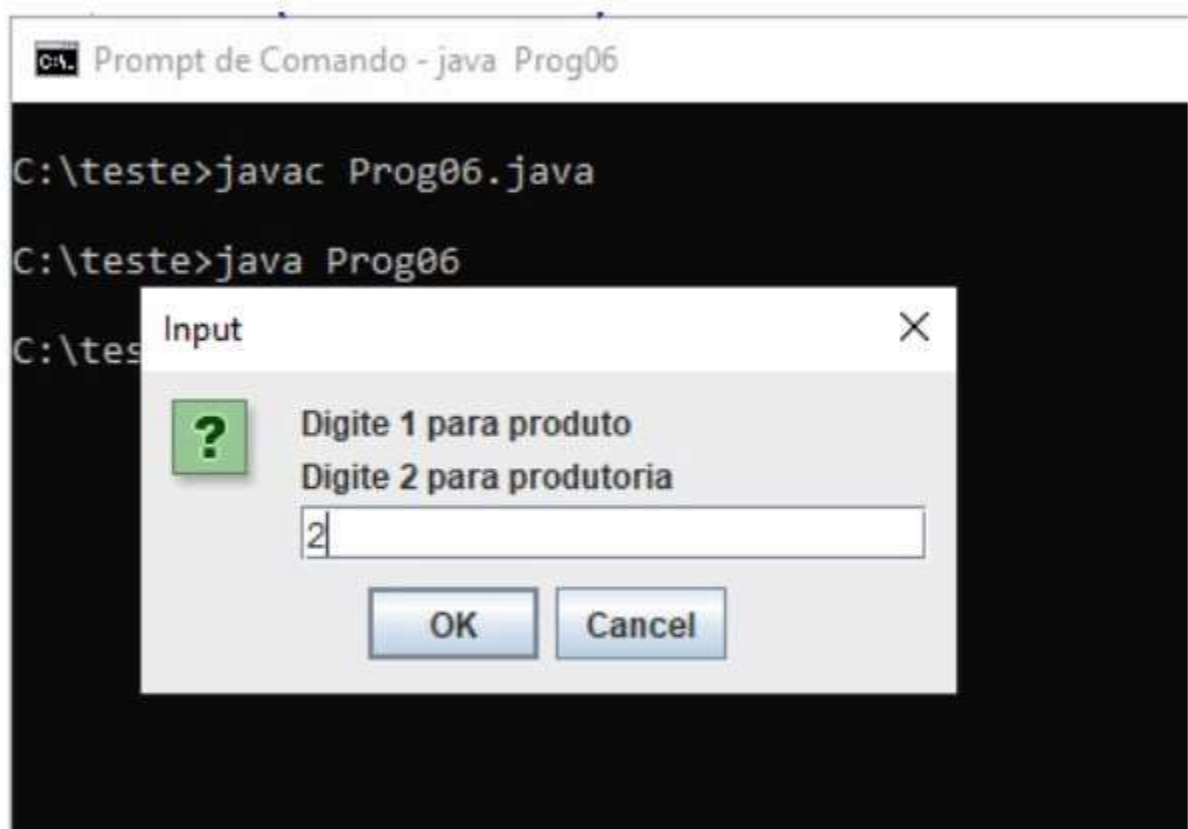 Prompt de Comando - java Prog06
C:\teste>javac Prog06.java
C:\teste>java Prog06
C:\tes
Input
?
Digite 1 para produto
Digite 2 para produtoria
2
OK
Cancel